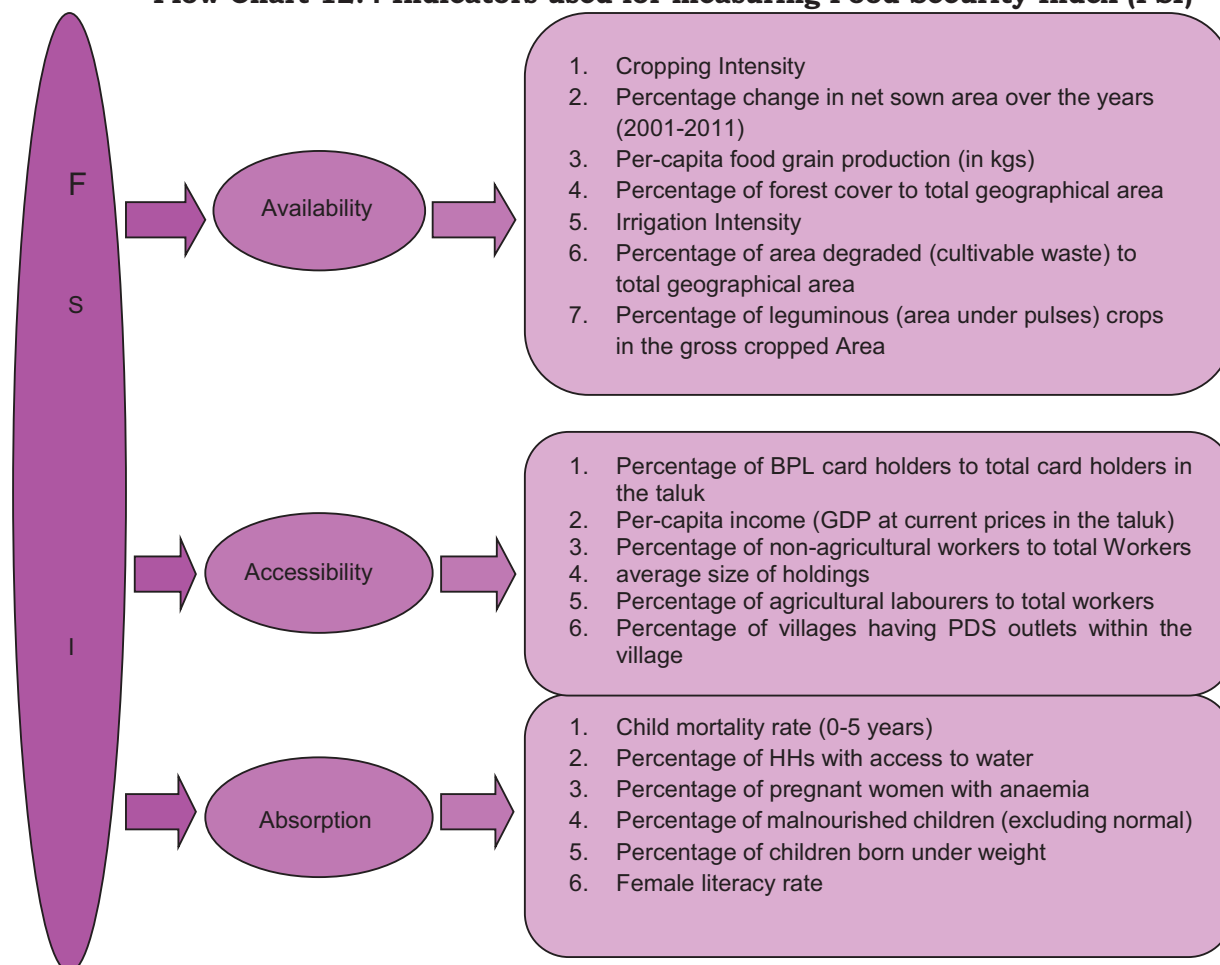 Flow Chart 12.4 Indicators used for measuring Food Security Index (FSI)
F
S
I
Availability
1. Cropping Intensity
2. Percentage change in net sown area over the years
(2001-2011)
3. Per-capita food grain production (in kgs)
4. Percentage of forest cover to total geographical area
5. Irrigation Intensity
6. Percentage of area degraded (cultivable waste) to
total geographical area
7. Percentage of leguminous (area under pulses) crops
in the gross cropped Area
Accessibility
1. Percentage of BPL card holders to total card holders in
the taluk
2. Per-capita income (GDP at current prices in the taluk)
3. Percentage of non-agricultural workers to total Workers
4. average size of holdings
5. Percentage of agricultural labourers to total workers
6. Percentage of villages having PDS outlets within the
village
Absorption
1. Child mortality rate (0-5 years)
2. Percentage of HHs with access to water
3. Percentage of pregnant women with anaemia
4. Percentage of malnourished children (excluding normal)
5. Percentage of children born under weight
6. Female literacy rate